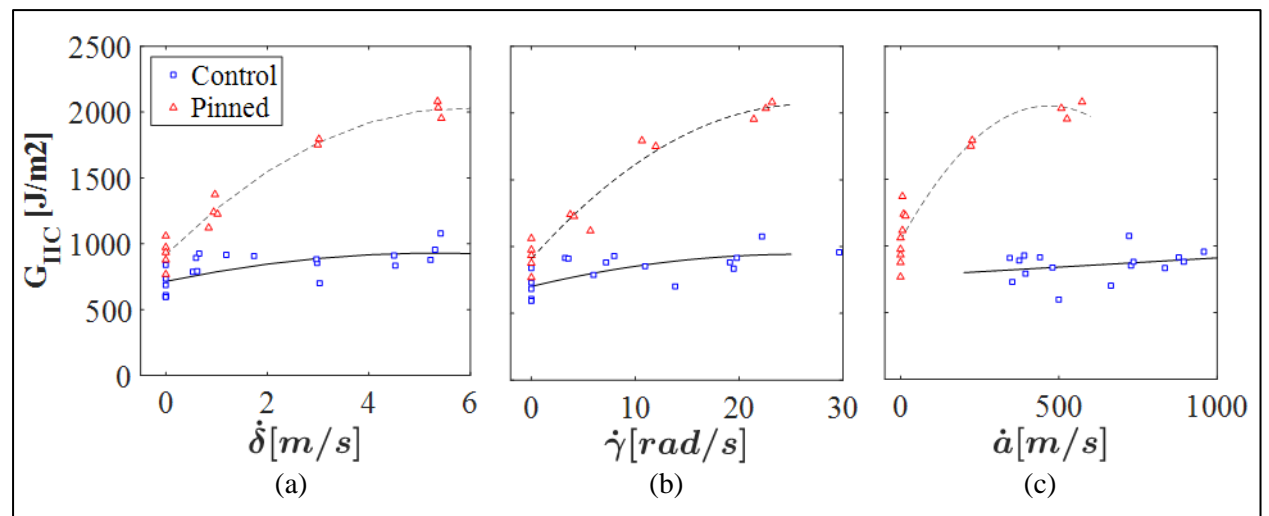 2500
2000
1500
1000
500
0
G_IIC [J/m2]
Control
Pinned
0 2 4 6
δ̇[m/s]
(a)
0 10 20 30
γ̇[rad/s]
(b)
0 500 1000
ȧ[m/s]
(c)